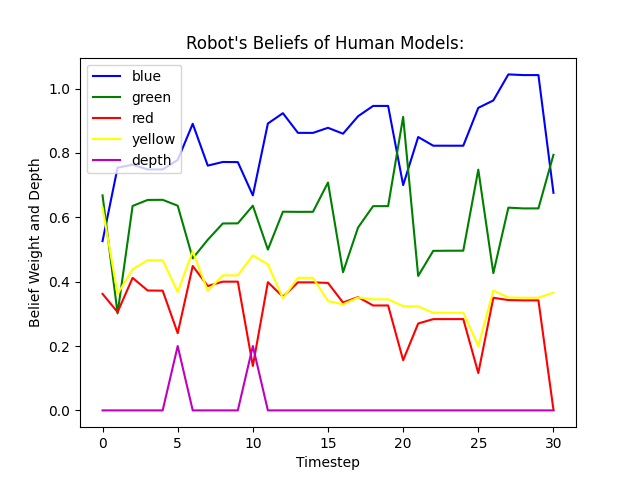 Robot's Beliefs of Human Models:
blue
green
red
yellow
depth
1.0
0.8
0.6
0.4
0.2
0.0
Belief Weight and Depth
0 5 10 15 20 25 30
Timestep